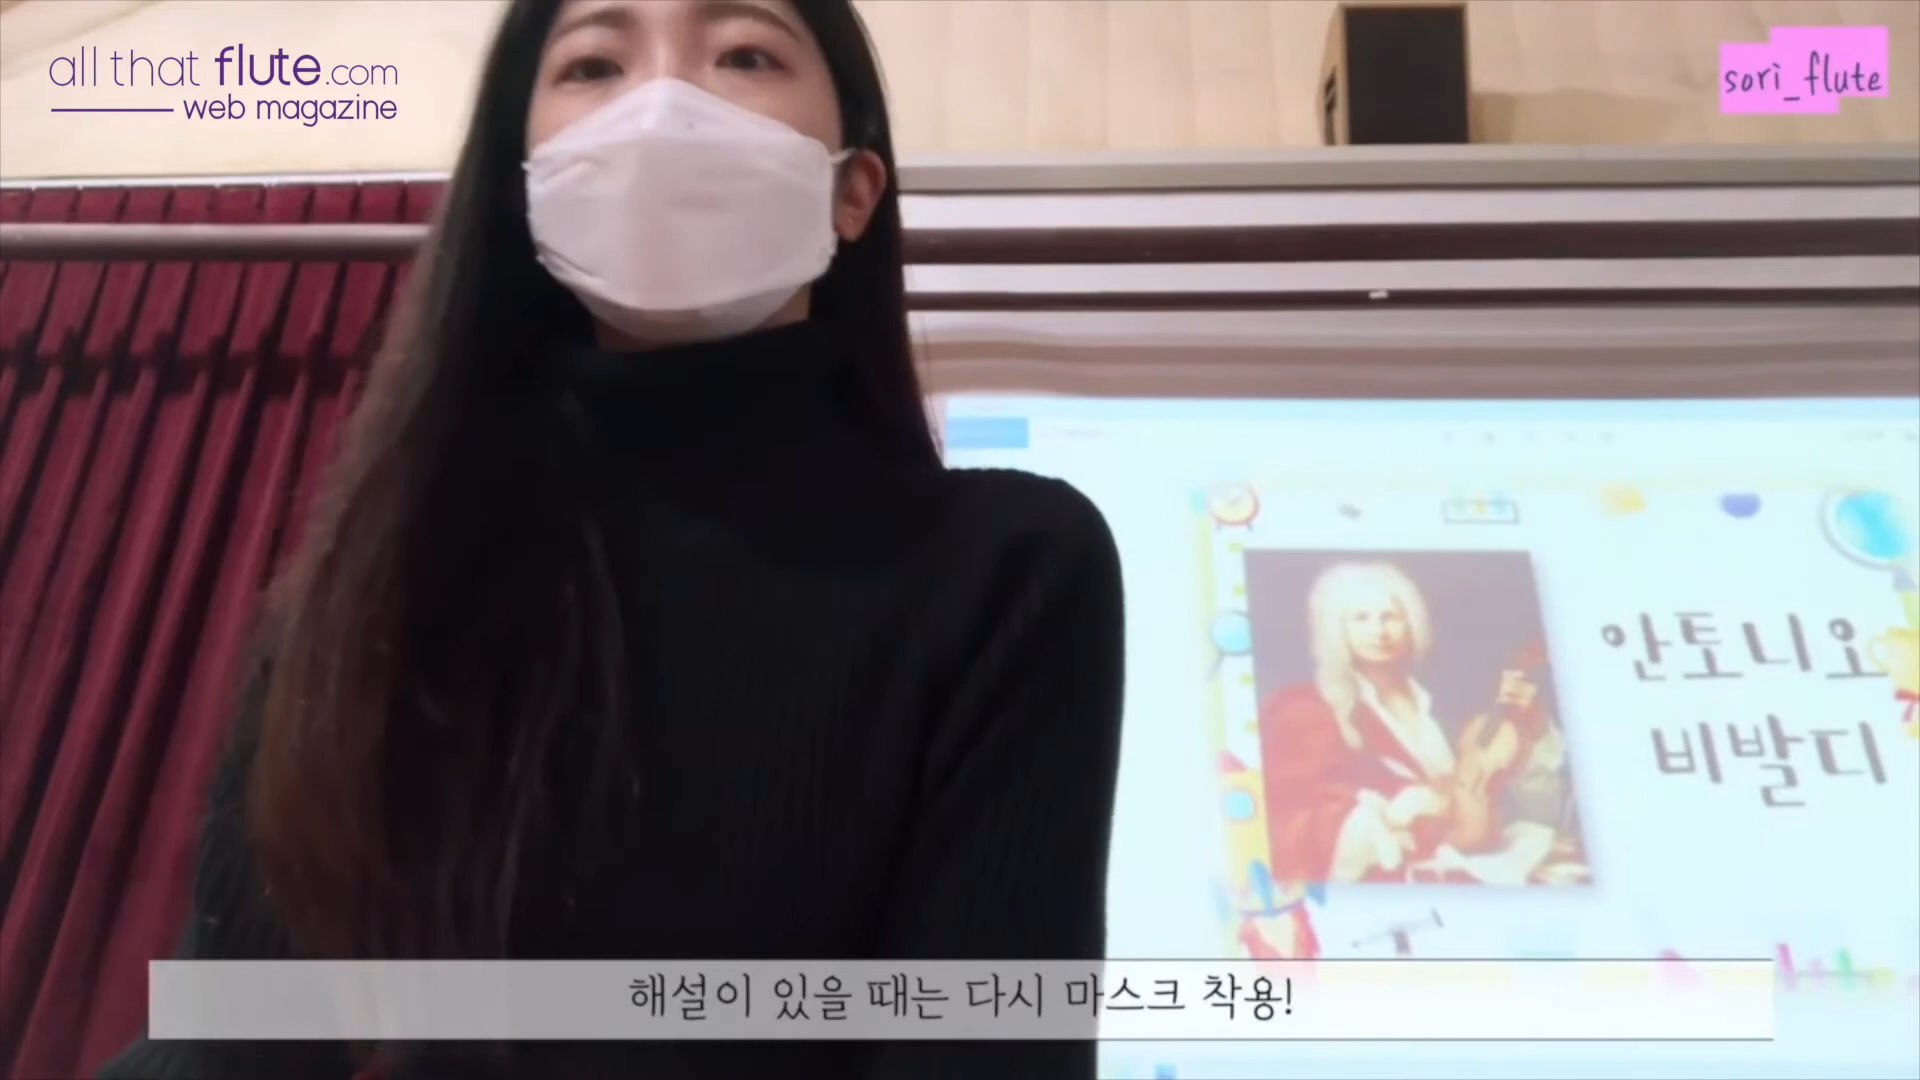 all that flute.com
web magazine
sori_flute
안토니오
비발디
해설이 있을 때는 다시 마스크 착용!